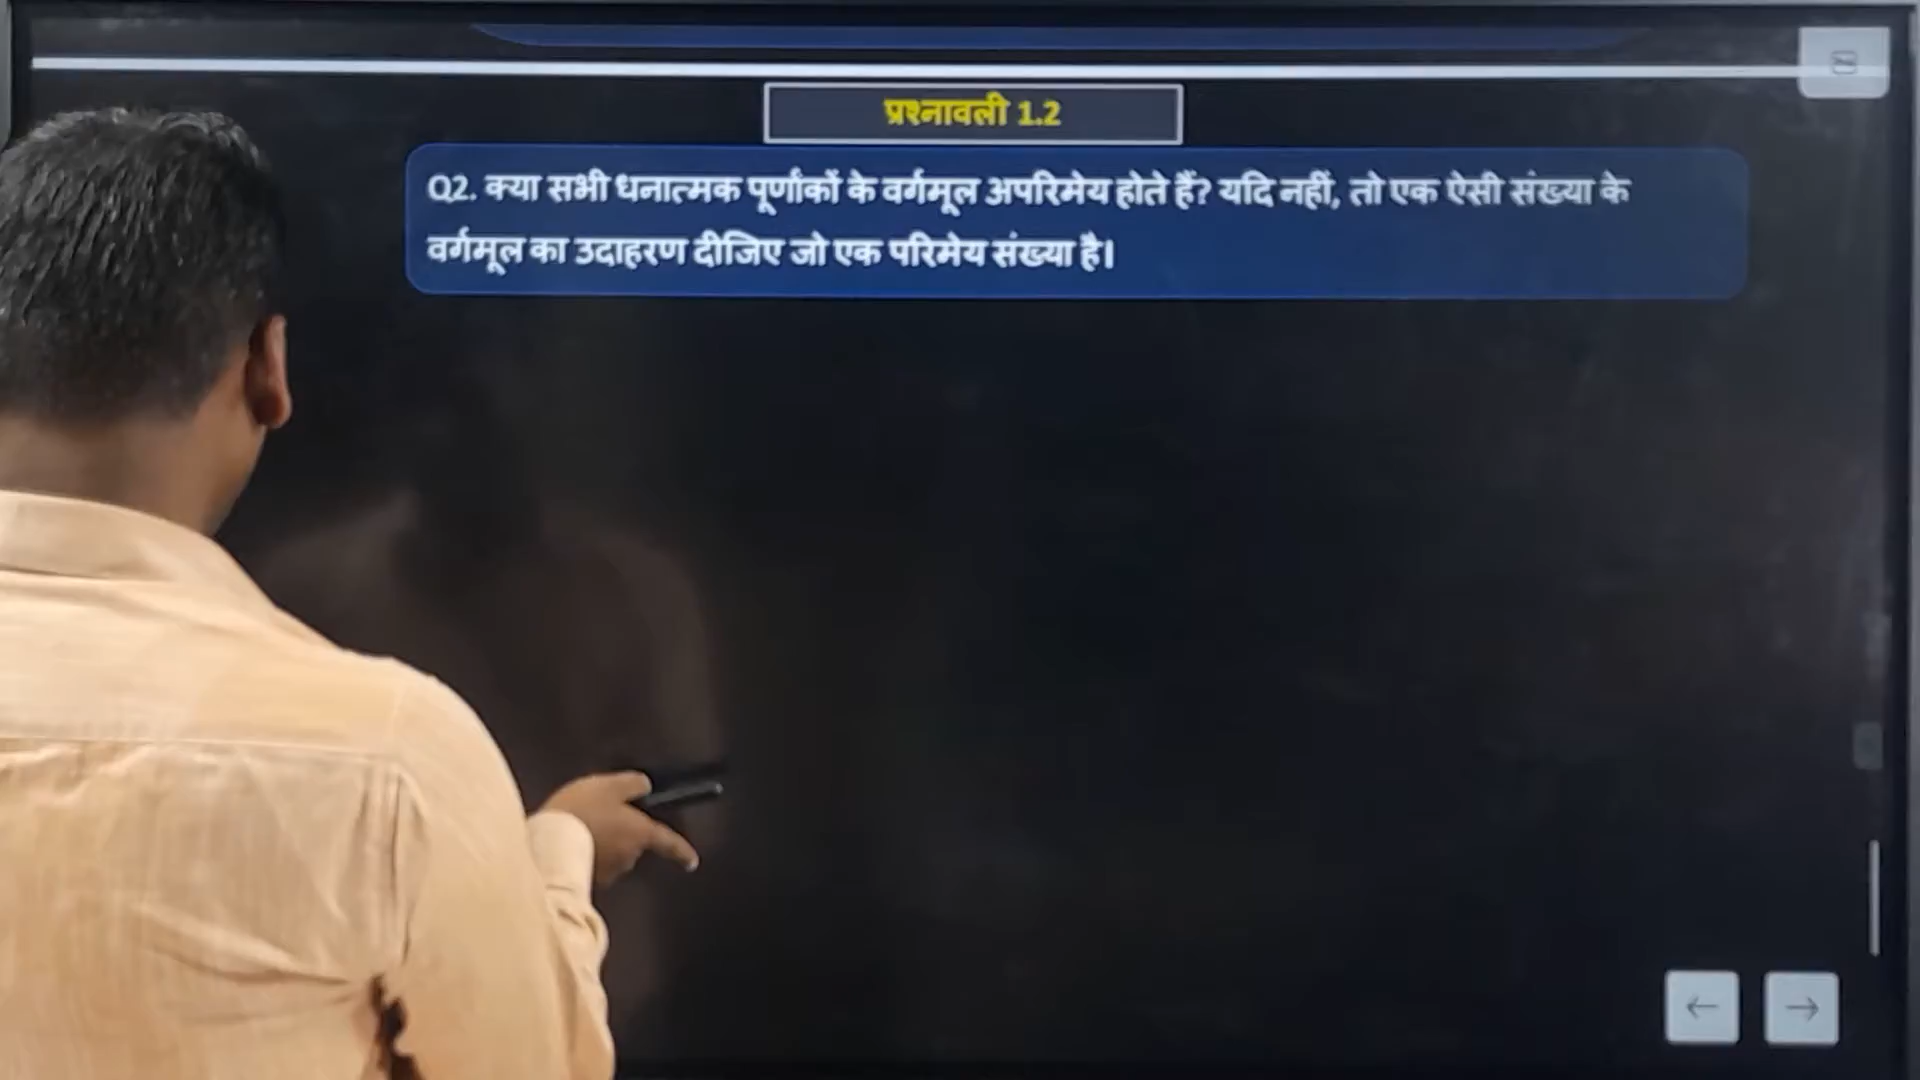 प्रश्नावली 1.2
Q2. क्या सभी धनात्मक पूर्णांकों के वर्गमूल अपरिमेय होते हैं? यदि नहीं, तो एक ऐसी संख्या के
वर्गमूल का उदाहरण दीजिए जो एक परिमेय संख्या है।